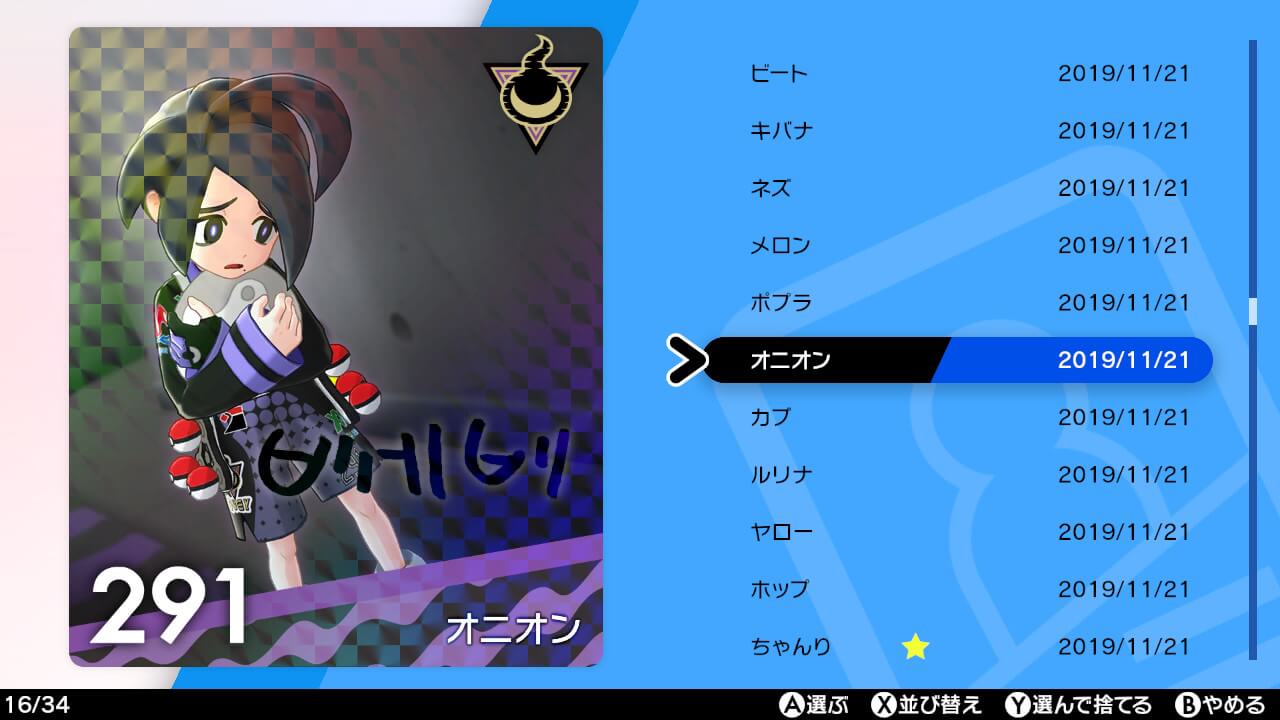 291
オニオン
ビート 2019/11/21
キバナ 2019/11/21
ネズ 2019/11/21
メロン 2019/11/21
ポプラ 2019/11/21
オニオン 2019/11/21
カブ 2019/11/21
ルリナ 2019/11/21
ヤロー 2019/11/21
ホップ 2019/11/21
ちゃんり 2019/11/21
16/34 A選ぶ X並び替え Y選んで捨てる Bやめる